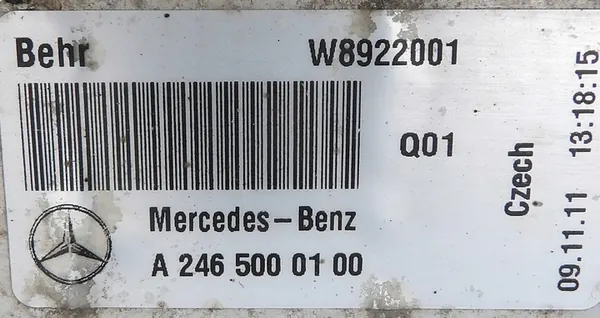 Behr W8922001
Q01
Mercedes-Benz
A 246 500 01 00
Czech
09.11.11 13:18:15